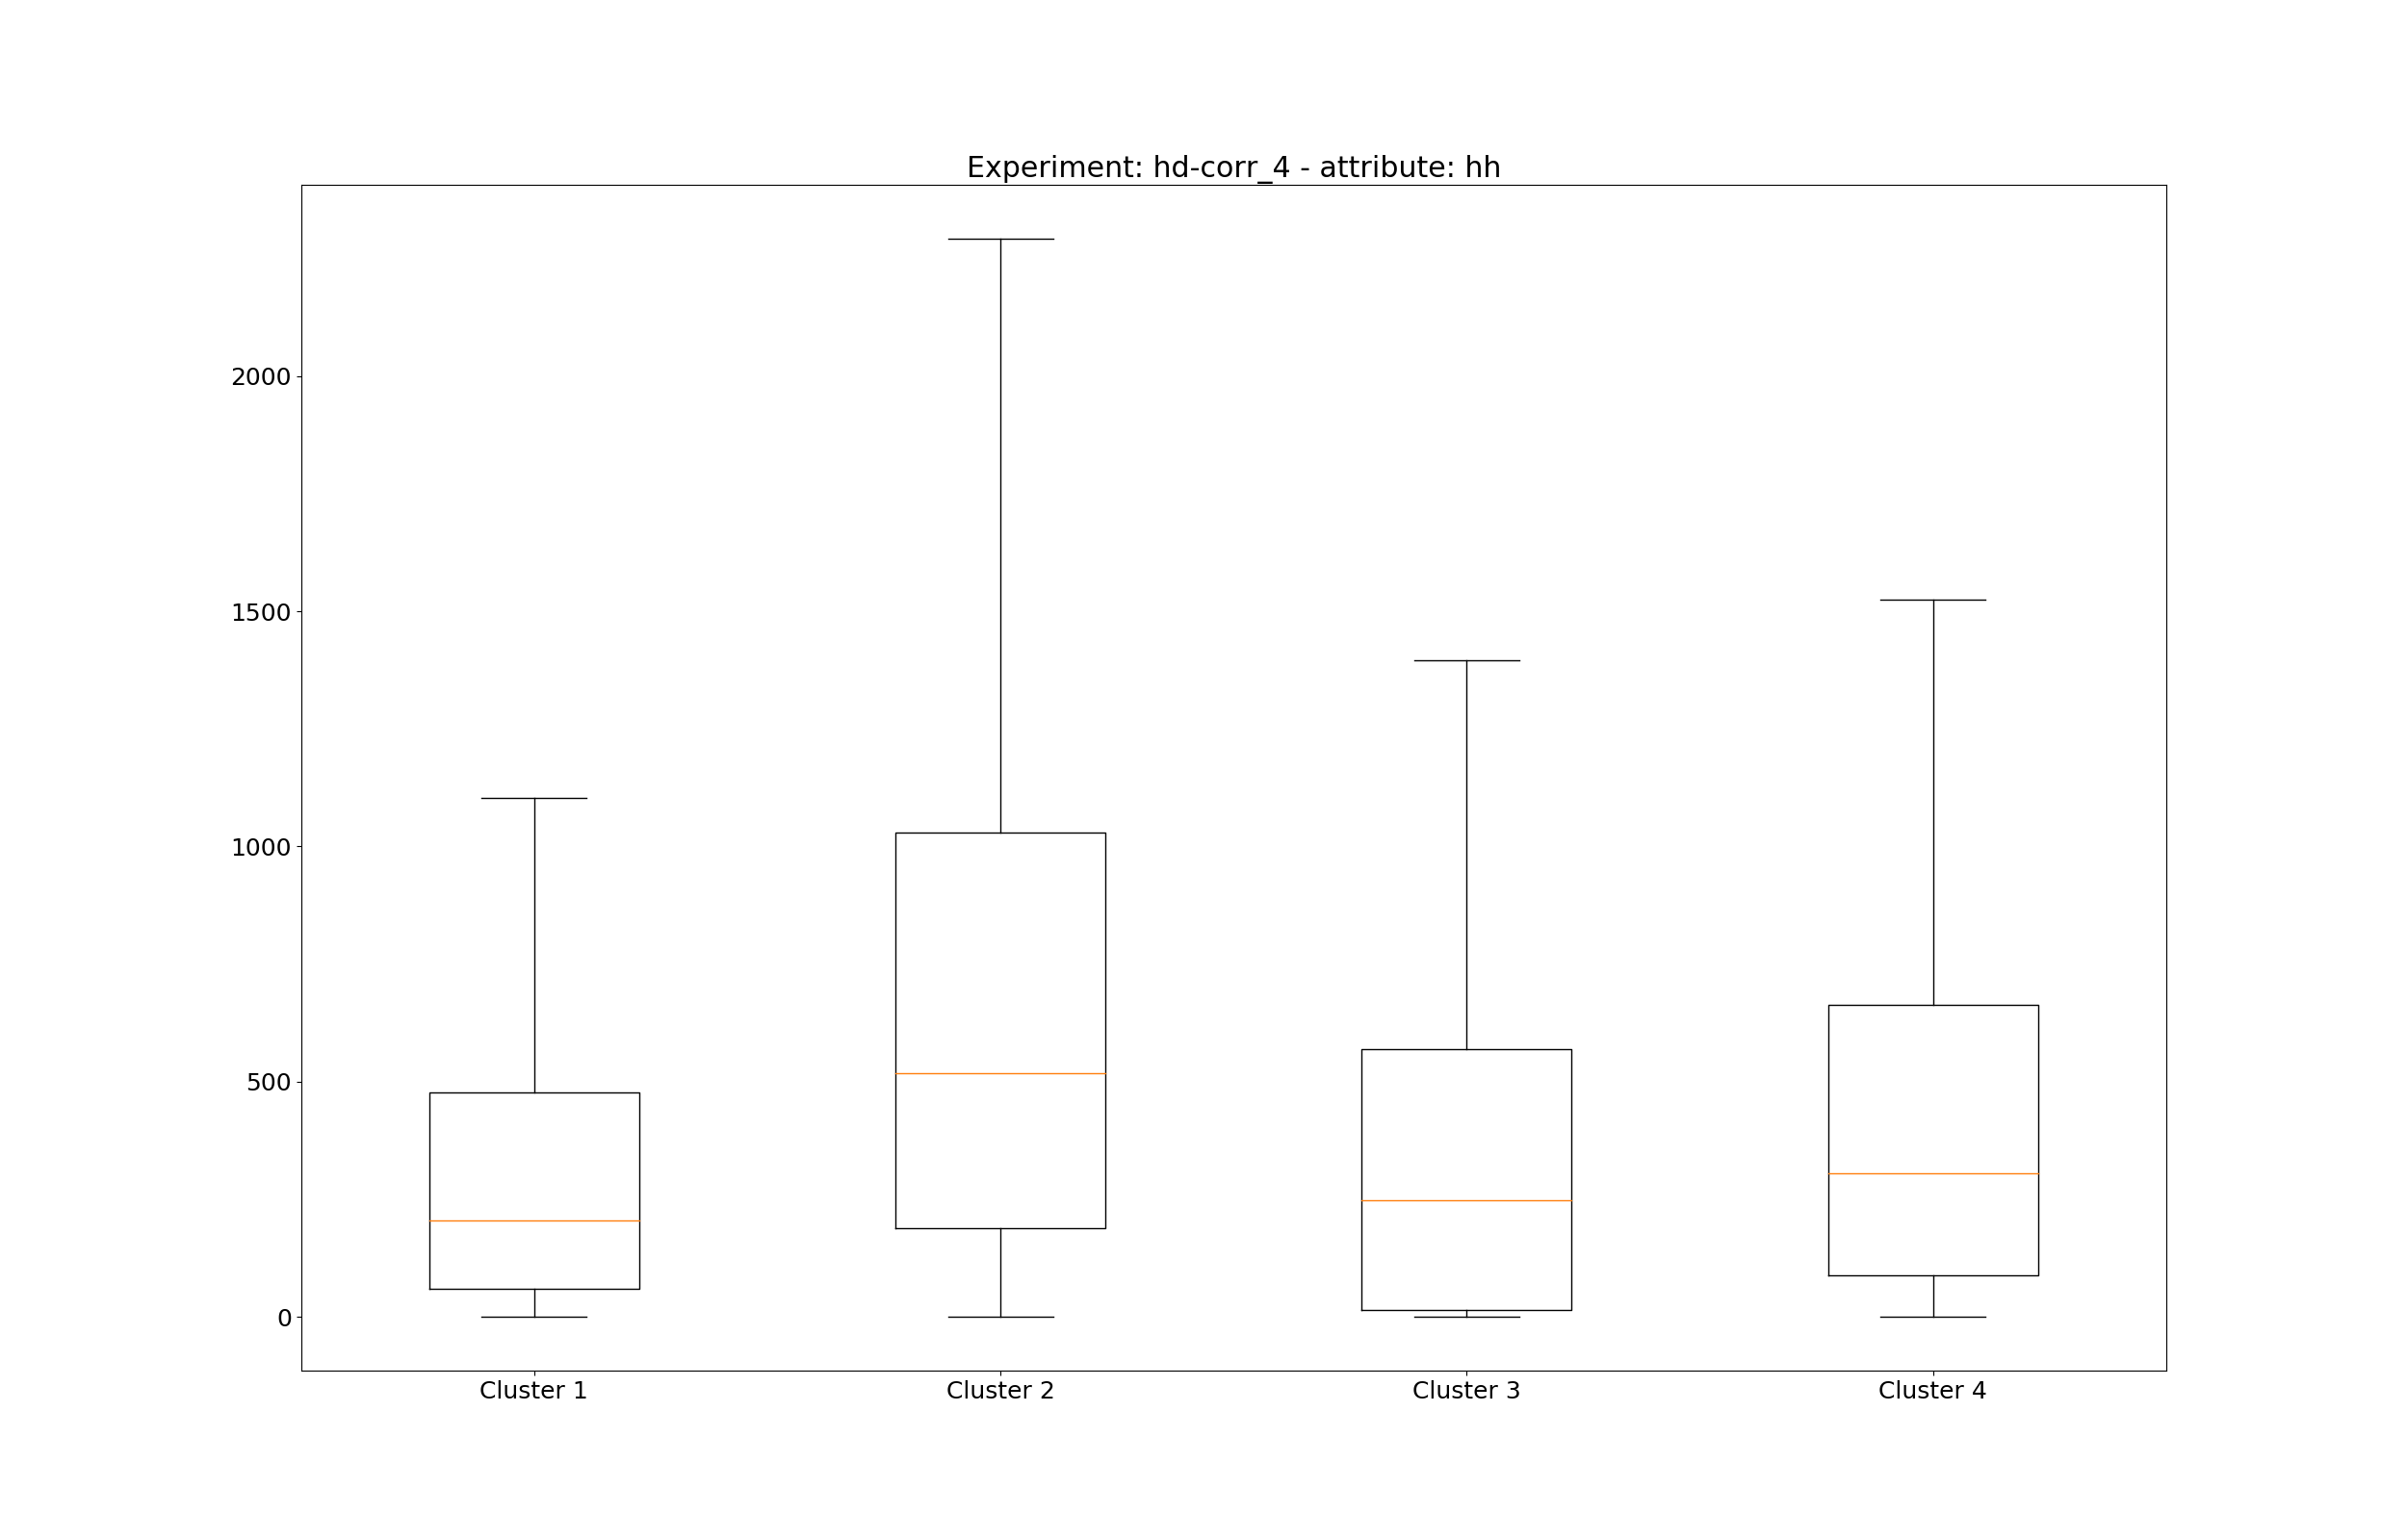 Experiment: hd-corr_4 - attribute: hh
2000
1500
1000
500
0
Cluster 1 Cluster 2 Cluster 3 Cluster 4